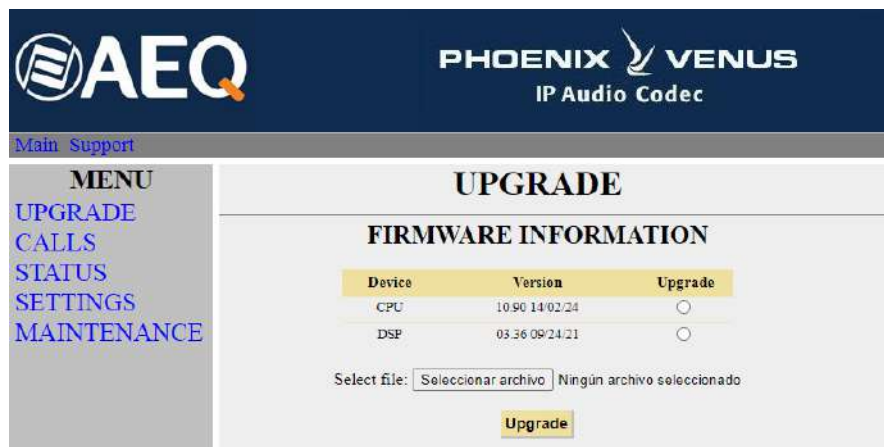 AEQ
PHOENIX VENUS
IP Audio Codec
Main Support
MENU
UPGRADE
CALLS
STATUS
SETTINGS
MAINTENANCE
UPGRADE
FIRMWARE INFORMATION
Device Version Upgrade
CPU 10.90 14/02/24
DSP 03.36 09/24/21
Select file: Seleccionar archivo Ningún archivo seleccionado
Upgrade